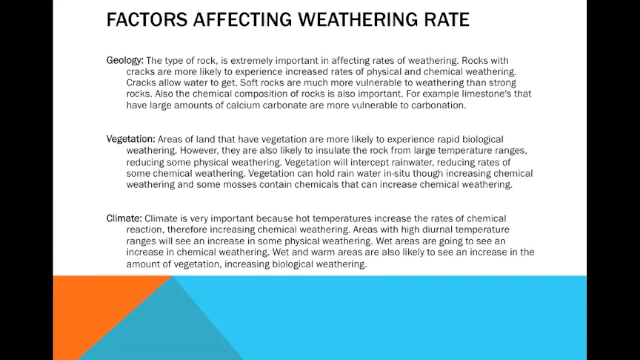 FACTORS AFFECTING WEATHERING RATE
Geology: The type of rock, is extremely important in affecting rates of weathering. Rocks with
cracks are more likely to experience increased rates of physical and chemical weathering.
Cracks allow water to get. Soft rocks are much more vulnerable to weathering than strong
rocks. Also the chemical composition of rocks is also important. For example limestone's that
have large amounts of calcium carbonate are more vulnerable to carbonation.
Vegetation: Areas of land that have vegetation are more likely to experience rapid biological
weathering. However, they are also likely to insulate the rock from large temperature ranges,
reducing some physical weathering. Vegetation will intercept rainwater, reducing rates of
some chemical weathering. Vegetation can hold rain water in-situ though increasing chemical
weathering and some mosses contain chemicals that can increase chemical weathering.
Climate: Climate is very important because hot temperatures increase the rates of chemical
reaction, therefore increasing chemical weathering. Areas with high diurnal temperature
ranges will see an increase in some physical weathering. Wet areas are going to see an
increase in chemical weathering. Wet and warm areas are also likely to see an increase in the
amount of vegetation, increasing biological weathering.